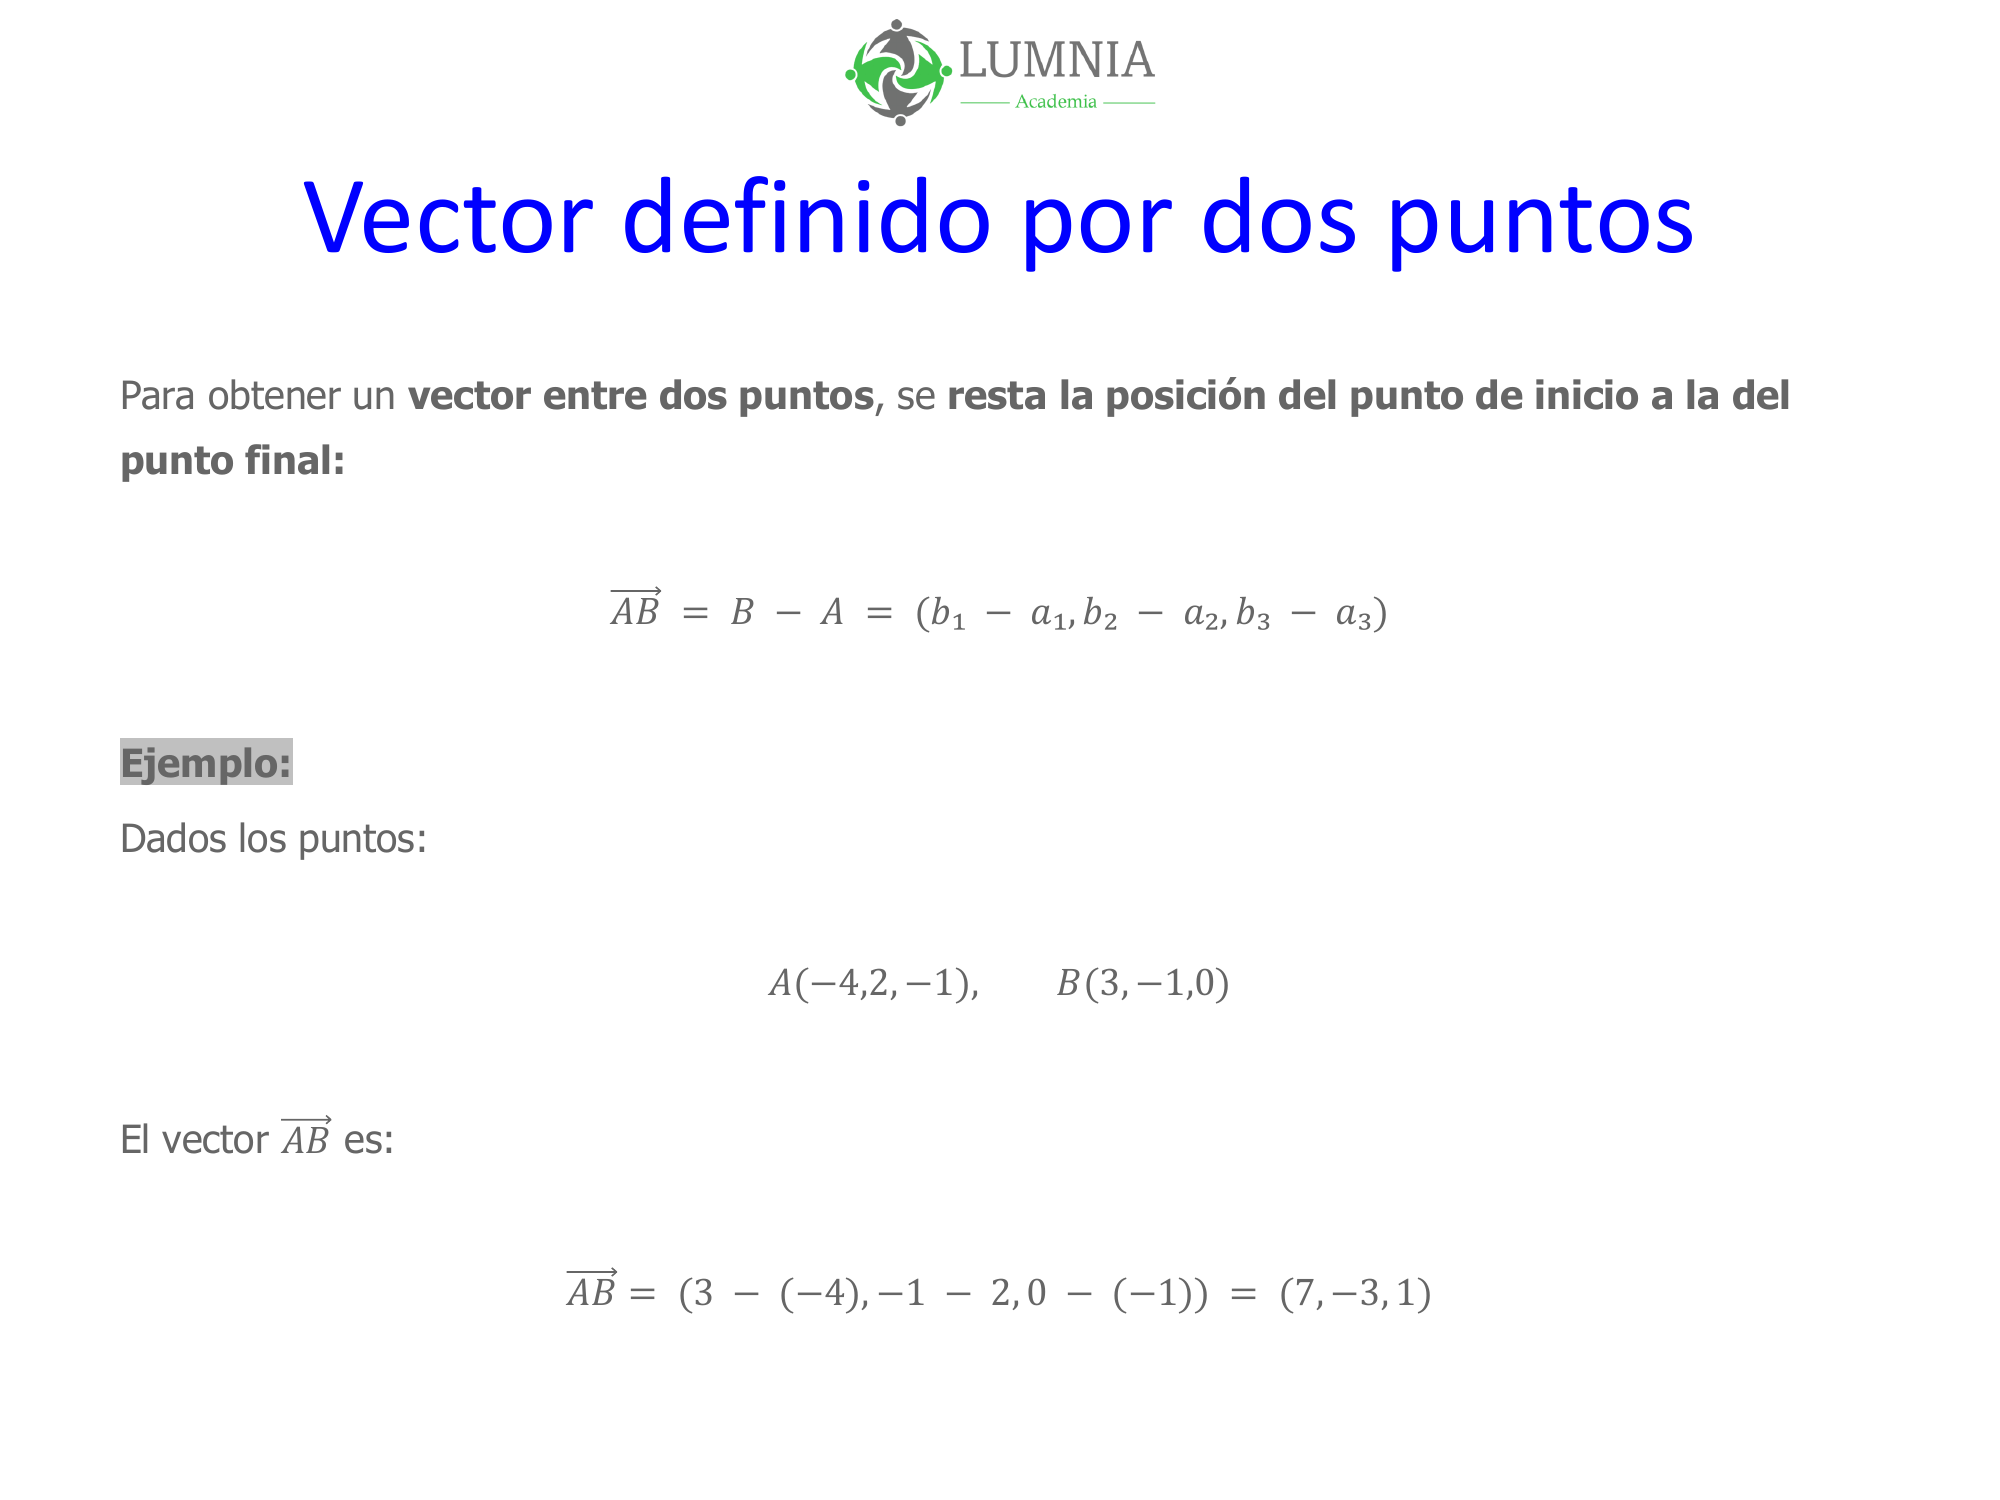 LUMNIA
Academia
Vector definido por dos puntos
Para obtener un vector entre dos puntos, se resta la posición del punto de inicio a la del
punto final:
$\overrightarrow{AB} = B - A = (b_1 - a_1, b_2 - a_2, b_3 - a_3)$
Ejemplo:
Dados los puntos:
$A(-4,2,-1), \quad B(3,-1,0)$
El vector $\overrightarrow{AB}$ es:
$\overrightarrow{AB} = (3 - (-4), -1 - 2, 0 - (-1)) = (7, -3, 1)$